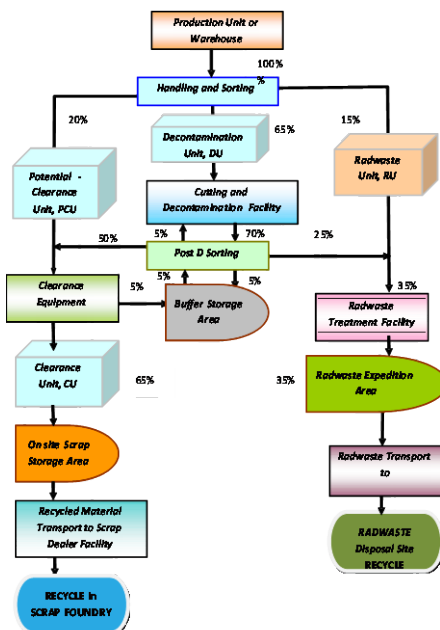 Production Unit or
Warehouse
100%
%
Handling and Sorting
20%
65%
15%
Decontamination
Unit, DU
Potential -
Clearance
Unit, PCU
Radwaste
Unit, RU
Cutting and
Decontamination Facility
50%
5%
70%
25%
Post D Sorting
Clearance
Equipment
5%
5%
5%
Buffer Storage
Area
35%
Radwaste
Treatment Facility
Clearance
Unit, CU
65%
35%
Radwaste Expedition
Area
On site Scrap
Storage Area
Radwaste Transport
to
Recycled Material
Transport to Scrap
Dealer Facility
RADWASTE
Disposal Site
RECYCLE
RECYCLE in
SCRAP FOUNDRY